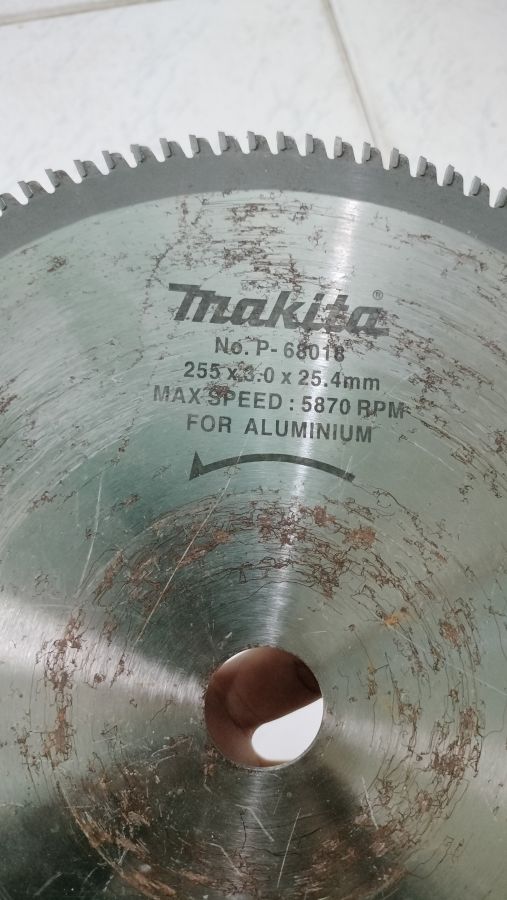 Makita®
No. P- 68018
255 x 3.0 x 25.4mm
MAX SPEED : 5870 RPM
FOR ALUMINIUM